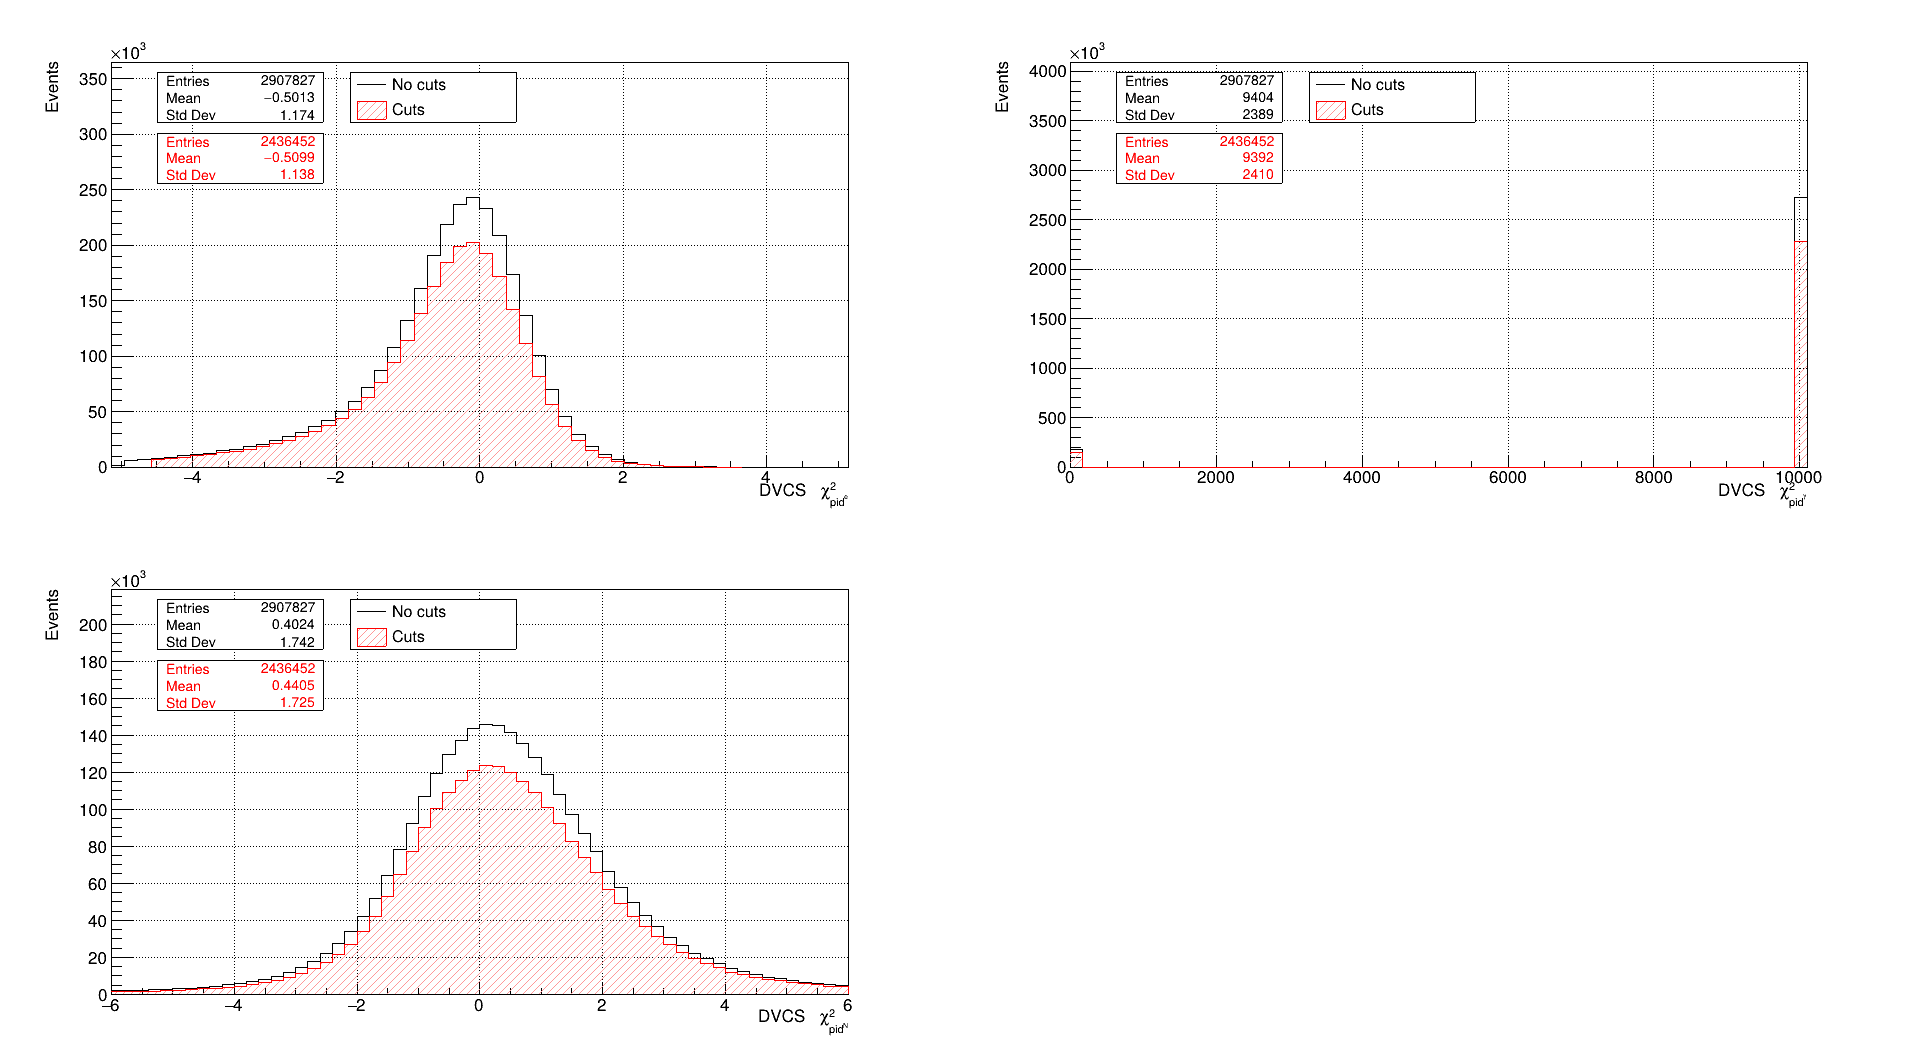 ×10³
Events
350
300
250
200
150
100
50
0
Entries 2907827
Mean −0.5013
Std Dev 1.174
Entries 2436452
Mean −0.5099
Std Dev 1.138
No cuts
Cuts
−4 −2 0 2 4
DVCS χ²pidᵉ
×10³
Events
4000
3500
3000
2500
2000
1500
1000
500
0
Entries 2907827
Mean 9404
Std Dev 2389
Entries 2436452
Mean 9392
Std Dev 2410
No cuts
Cuts
0 2000 4000 6000 8000 10000
DVCS χ²pidᵞ
×10³
Events
200
180
160
140
120
100
80
60
40
20
0
Entries 2907827
Mean 0.4024
Std Dev 1.742
Entries 2436452
Mean 0.4405
Std Dev 1.725
No cuts
Cuts
−6 −4 −2 0 2 4 6
DVCS χ²pidᴺ